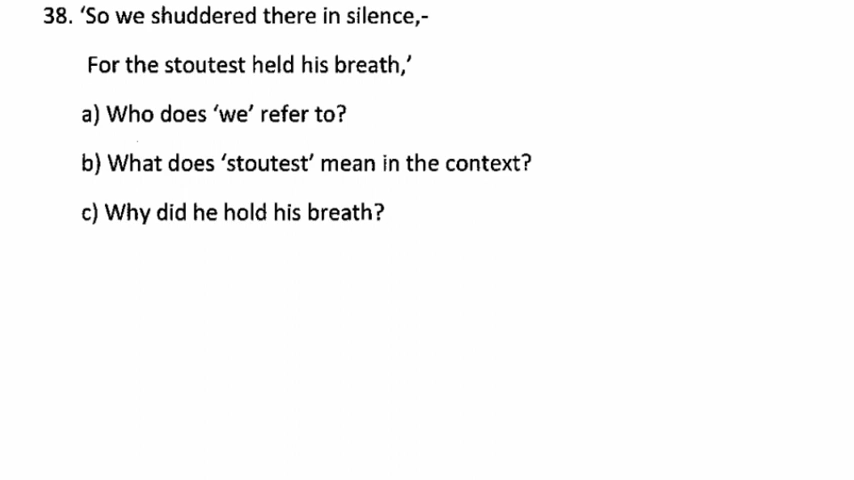 38. ‘So we shuddered there in silence,-
For the stoutest held his breath,’
a) Who does ‘we’ refer to?
b) What does ‘stoutest’ mean in the context?
c) Why did he hold his breath?